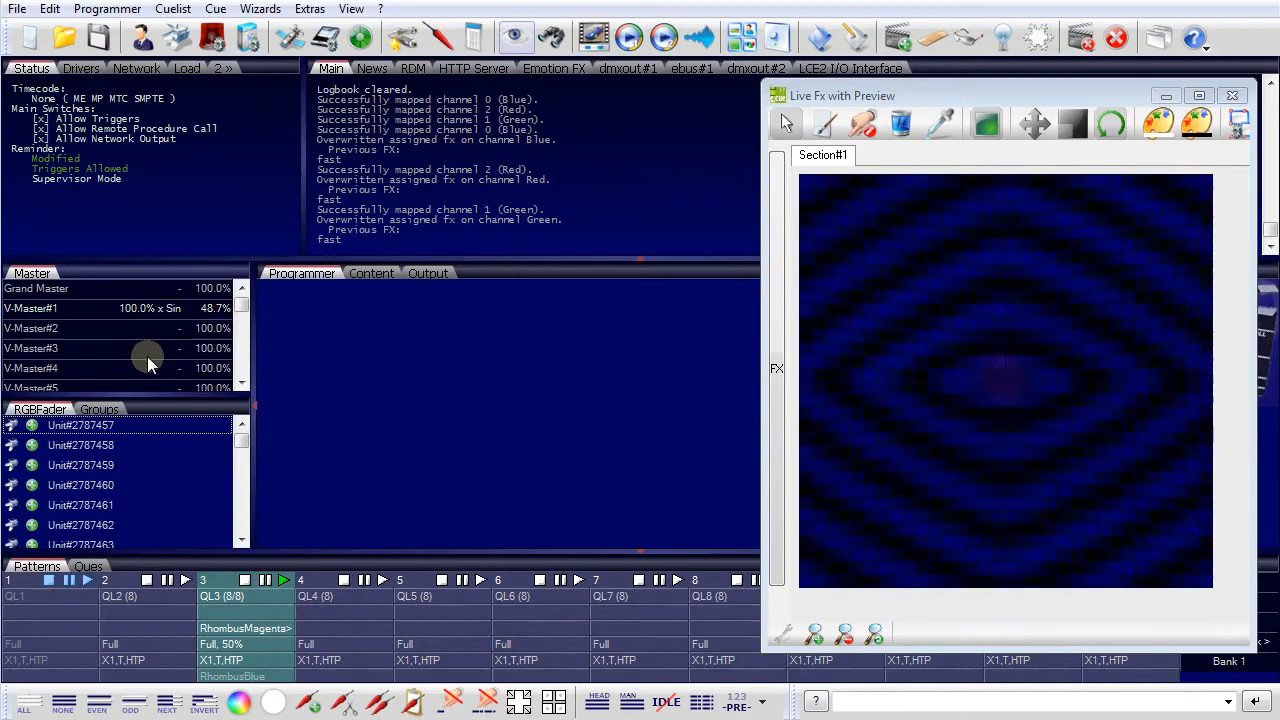 File Edit Programmer Cuelist Cue Wizards Extras View ?
Main News RDM HTTP Server Emotion FX dmxout#1 ebus#1 dmxout#2 LCE2 I/O Interface
Load 2 »
Timecode:
None ( XE MP MTC SMPTE )
Main Switches:
[x] Allow Triggers
[x] Allow Remote Procedure Call
[x] Allow Network Output
Reminder:
Modified
Triggers Allowed
Supervisor Mode
Logbook cleared.
Successfully mapped channel 0 (Blue).
Successfully mapped channel 2 (Red).
Successfully mapped channel 1 (Green).
Successfully mapped channel 0 (Blue).
Overwritten assigned fx on channel Blue.
Previous FX:
fast
Successfully mapped channel 2 (Red).
Overwritten assigned fx on channel Red.
Previous FX:
fast
Successfully mapped channel 1 (Green).
Overwritten assigned fx on channel Green.
Previous FX:
fast
Live Fx with Preview
Section#1
FX
Master
Grand Master - 100.0%
V-Master#1 100.0% x Sin 48.7%
V-Master#2 - 100.0%
V-Master#3 - 100.0%
V-Master#4 - 100.0%
V-Master#5 - 100.0%
Programmer Content Output
RGBFader Groups
Unit#2787457
Unit#2787458
Unit#2787459
Unit#2787460
Unit#2787461
Unit#2787462
Unit#2787463
Patterns Ques
1 2 3 4 5 6 7 8
QL1 QL2 (8) QL3 (8/8) QL4 (8) QL5 (8) QL6 (8) QL7 (8) QL8 (8)
RhombusMagenta>
Full Full Full, 50% Full Full Full Full Full
X1,T,HTP X1,T,HTP X1,T,HTP X1,T,HTP X1,T,HTP X1,T,HTP X1,T,HTP X1,T,HTP X1,T,HTP X1,T,HTP X1,T,HTP X1,T,HTP Bank 1
RhombusBlue
ALL NONE EVEN ODD NEXT INVERT HEAD MAN IDLE 123 -PRE- ?